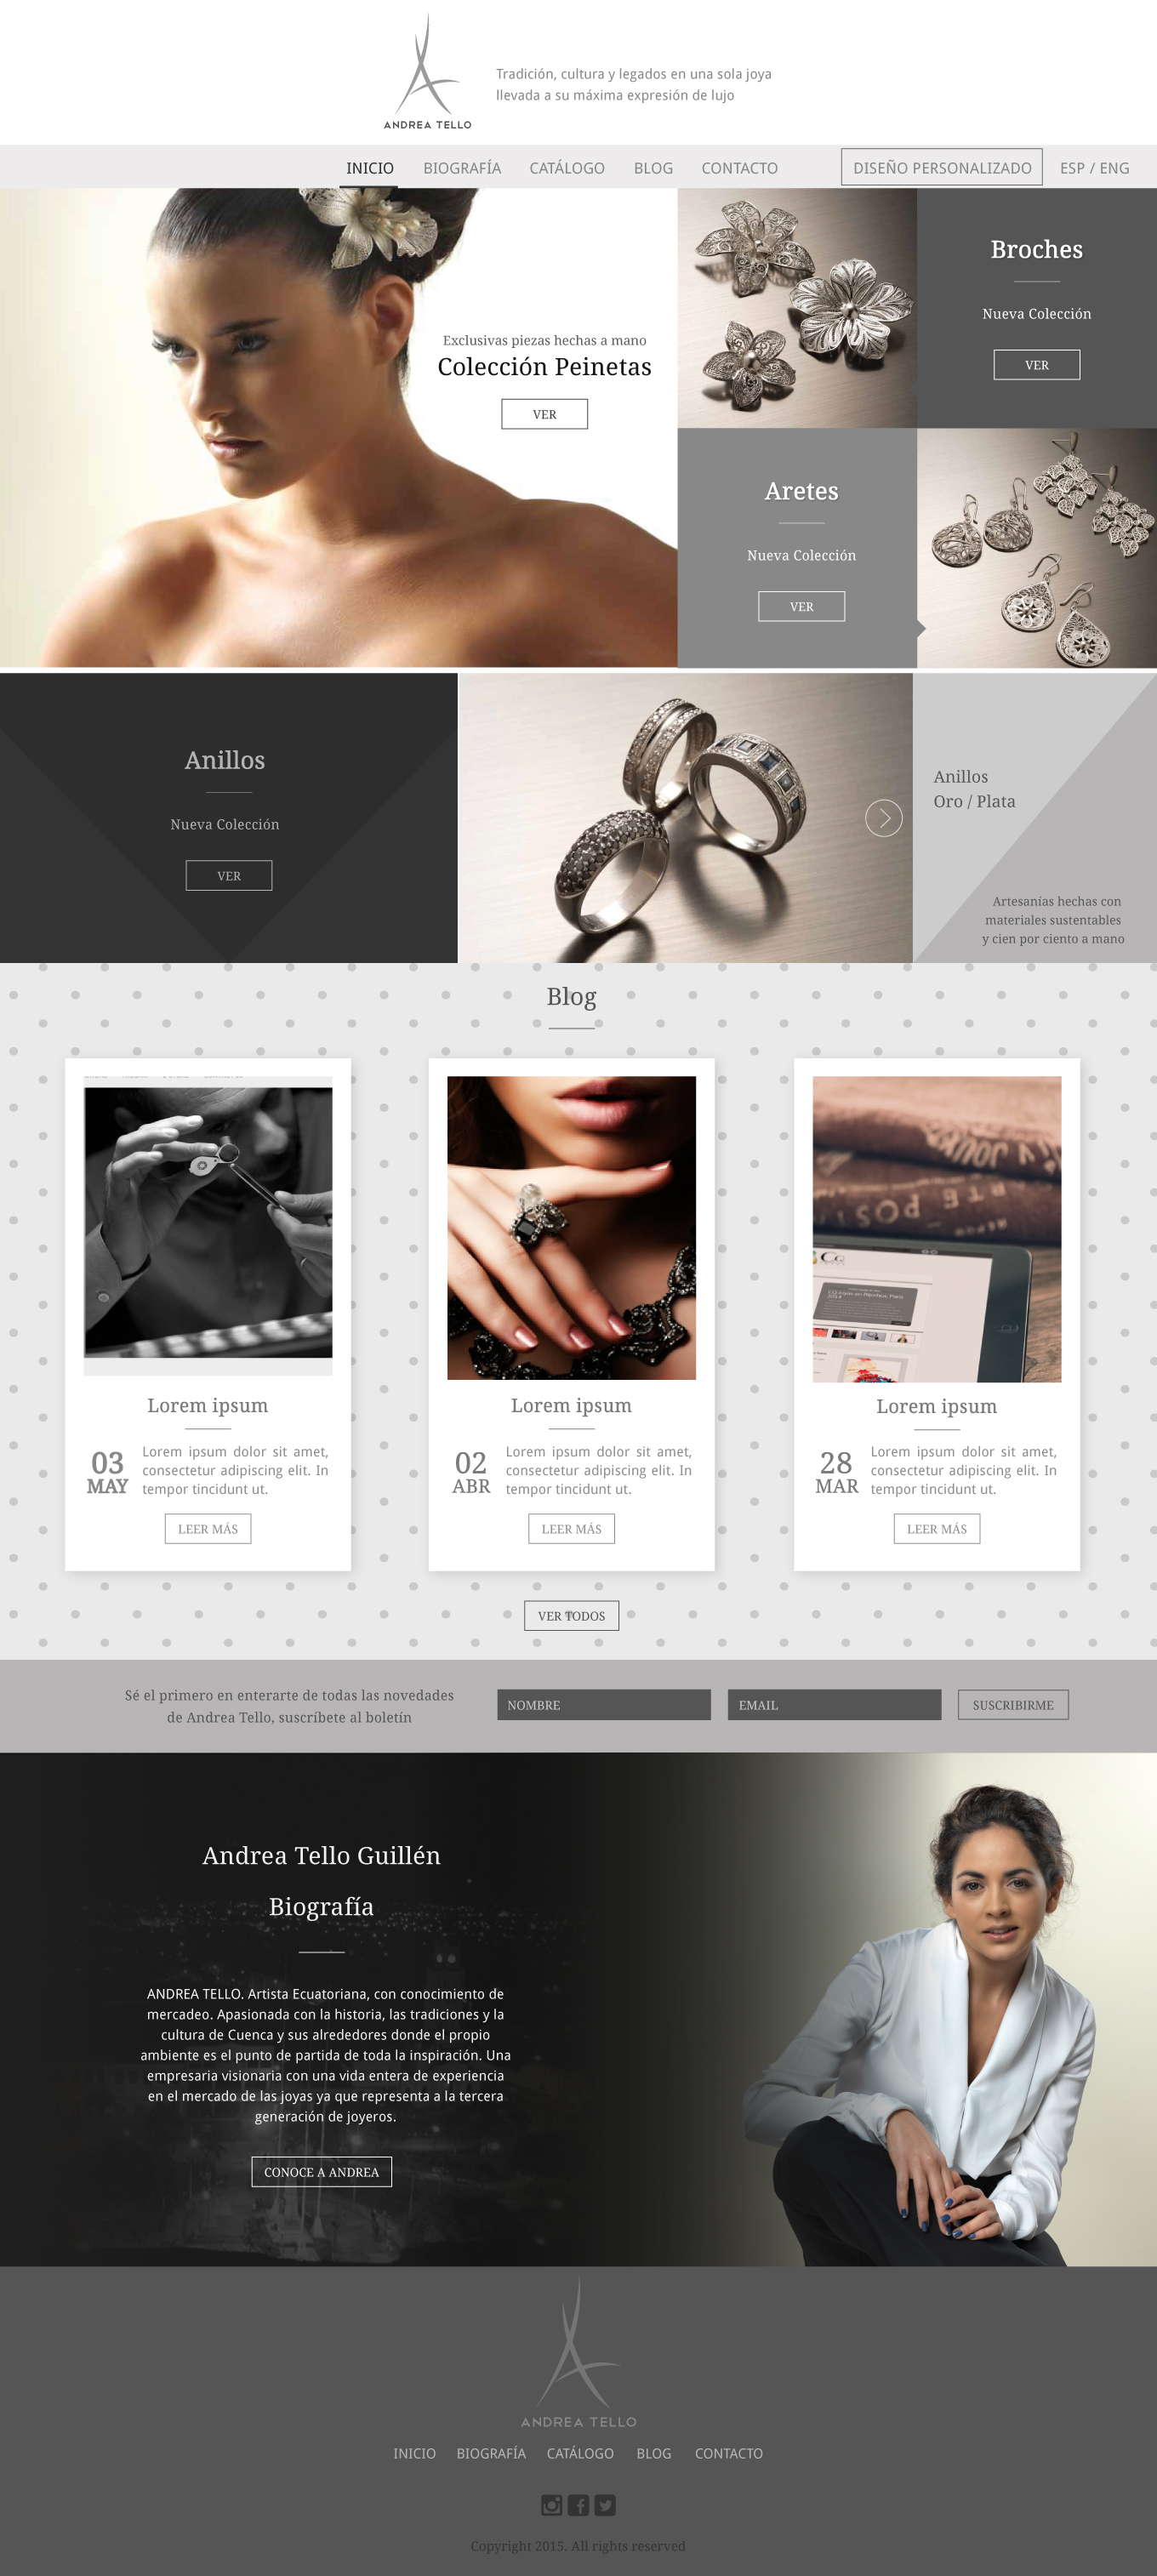 ANDREA TELLO
Tradición, cultura y legados en una sola joya
llevada a su máxima expresión de lujo
INICIO BIOGRAFÍA CATÁLOGO BLOG CONTACTO DISEÑO PERSONALIZADO ESP / ENG
Exclusivas piezas hechas a mano
Colección Peinetas
VER
Broches
Nueva Colección
VER
Aretes
Nueva Colección
VER
Anillos
Nueva Colección
VER
Anillos
Oro / Plata
Artesanías hechas con
materiales sustentables
y cien por ciento a mano
Blog
Lorem ipsum
03
MAY
Lorem ipsum dolor sit amet,
consectetur adipiscing elit. In
tempor tincidunt ut.
LEER MÁS
Lorem ipsum
02
ABR
Lorem ipsum dolor sit amet,
consectetur adipiscing elit. In
tempor tincidunt ut.
LEER MÁS
Lorem ipsum
28
MAR
Lorem ipsum dolor sit amet,
consectetur adipiscing elit. In
tempor tincidunt ut.
LEER MÁS
VER TODOS
Sé el primero en enterarte de todas las novedades
de Andrea Tello, suscríbete al boletín
NOMBRE
EMAIL
SUSCRIBIRME
Andrea Tello Guillén
Biografía
ANDREA TELLO. Artista Ecuatoriana, con conocimiento de
mercadeo. Apasionada con la historia, las tradiciones y la
cultura de Cuenca y sus alrededores donde el propio
ambiente es el punto de partida de toda la inspiración. Una
empresaria visionaria con una vida entera de experiencia
en el mercado de las joyas ya que representa a la tercera
generación de joyeros.
CONOCE A ANDREA
ANDREA TELLO
INICIO BIOGRAFÍA CATÁLOGO BLOG CONTACTO
Copyright 2015. All rights reserved